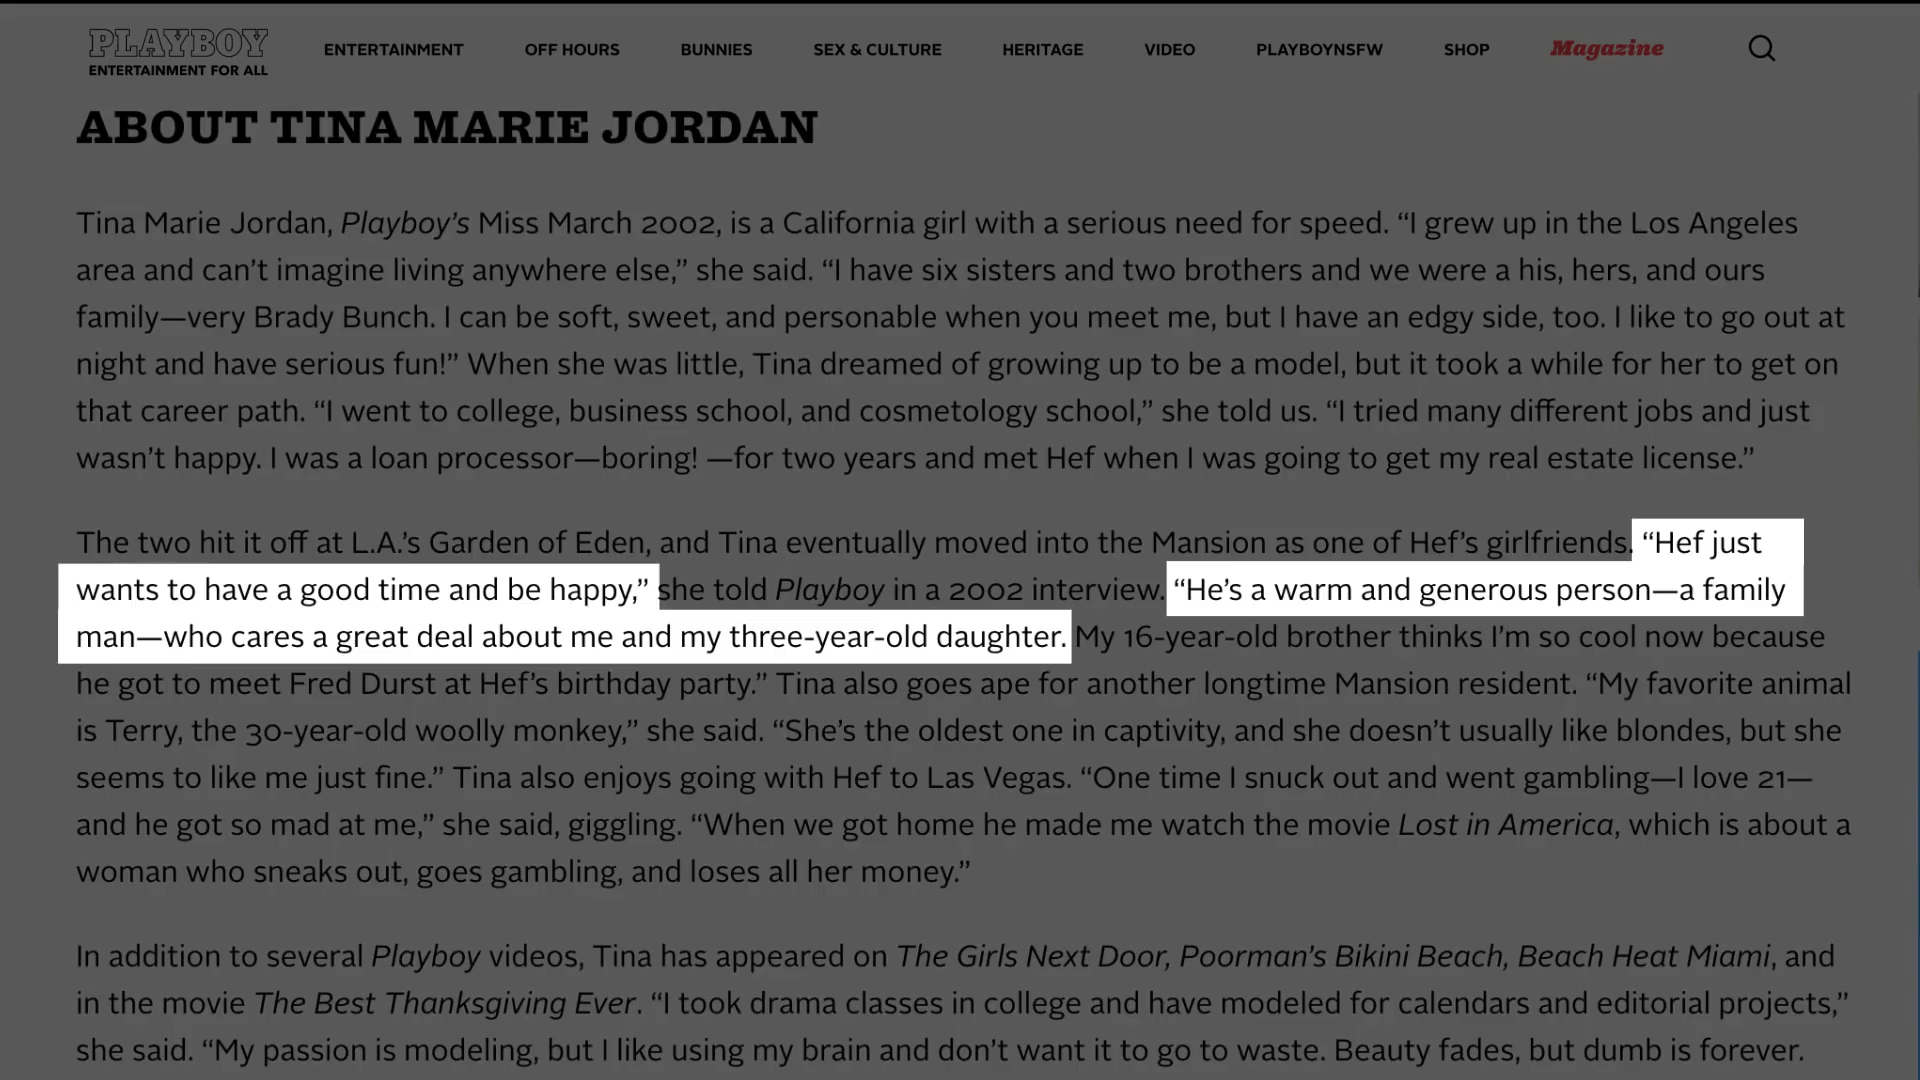 PLAYBOY
ENTERTAINMENT FOR ALL
ENTERTAINMENT
OFF HOURS
BUNNIES
SEX & CULTURE
HERITAGE
VIDEO
PLAYBOYNSFW
SHOP
Magazine
ABOUT TINA MARIE JORDAN
Tina Marie Jordan, Playboy’s Miss March 2002, is a California girl with a serious need for speed. “I grew up in the Los Angeles
area and can’t imagine living anywhere else,” she said. “I have six sisters and two brothers and we were a his, hers, and ours
family—very Brady Bunch. I can be soft, sweet, and personable when you meet me, but I have an edgy side, too. I like to go out at
night and have serious fun!” When she was little, Tina dreamed of growing up to be a model, but it took a while for her to get on
that career path. “I went to college, business school, and cosmetology school,” she told us. “I tried many different jobs and just
wasn’t happy. I was a loan processor—boring! —for two years and met Hef when I was going to get my real estate license.”
The two hit it off at L.A.’s Garden of Eden, and Tina eventually moved into the Mansion as one of Hef’s girlfriends. “Hef just
wants to have a good time and be happy,” she told Playboy in a 2002 interview. “He’s a warm and generous person—a family
man—who cares a great deal about me and my three-year-old daughter. My 16-year-old brother thinks I’m so cool now because
he got to meet Fred Durst at Hef’s birthday party.” Tina also goes ape for another longtime Mansion resident. “My favorite animal
is Terry, the 30-year-old woolly monkey,” she said. “She’s the oldest one in captivity, and she doesn’t usually like blondes, but she
seems to like me just fine.” Tina also enjoys going with Hef to Las Vegas. “One time I snuck out and went gambling—I love 21—
and he got so mad at me,” she said, giggling. “When we got home he made me watch the movie Lost in America, which is about a
woman who sneaks out, goes gambling, and loses all her money.”
In addition to several Playboy videos, Tina has appeared on The Girls Next Door, Poorman’s Bikini Beach, Beach Heat Miami, and
in the movie The Best Thanksgiving Ever. “I took drama classes in college and have modeled for calendars and editorial projects,”
she said. “My passion is modeling, but I like using my brain and don’t want it to go to waste. Beauty fades, but dumb is forever.